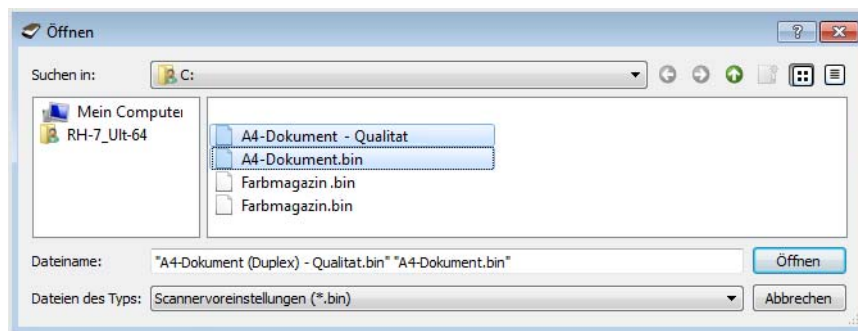 Öffnen
Suchen in: C:
Mein Computer
RH-7_Ult-64
A4-Dokument - Qualitat
A4-Dokument.bin
Farbmagazin .bin
Farbmagazin.bin
Dateiname: "A4-Dokument (Duplex) - Qualitat.bin" "A4-Dokument.bin" Öffnen
Dateien des Typs: Scannervoreinstellungen (*.bin) Abbrechen